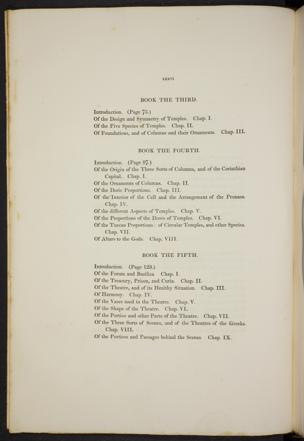 xxxvi
BOOK THE THIRD.
Introduction. (Page 75.)
Of the Design and Symmetry of Temples. Chap. I.
Of the Five Species of Temples. Chap. II.
Of Foundations, and of Columns and their Ornaments. Chap. III.
BOOK THE FOURTH.
Introduction. (Page 97.)
Of the Origin of the Three Sorts of Columns, and of the Corinthian
Capital. Chap. I.
Of the Ornaments of Columns. Chap. II.
Of the Doric Proportions. Chap. III.
Of the Interior of the Cell and the Arrangement of the Pronaos.
Chap. IV.
Of the different Aspects of Temples. Chap. V.
Of the Proportions of the Doors of Temples. Chap. VI.
Of the Tuscan Proportions: of Circular Temples, and other Species.
Chap. VII.
Of Altars to the Gods. Chap. VIII.
BOOK THE FIFTH.
Introduction. (Page 123.)
Of the Forum and Basilica Chap. I.
Of the Treasury, Prison, and Curia. Chap. II.
Of the Theatre, and of its Healthy Situation. Chap. III.
Of Harmony. Chap. IV.
Of the Vases used in the Theatre. Chap. V.
Of the Shape of the Theatre. Chap. VI.
Of the Portico and other Parts of the Theatre. Chap. VII.
Of the Three Sorts of Scenes, and of the Theatres of the Greeks.
Chap. VIII.
Of the Porticos and Passages behind the Scenes Chap. IX.